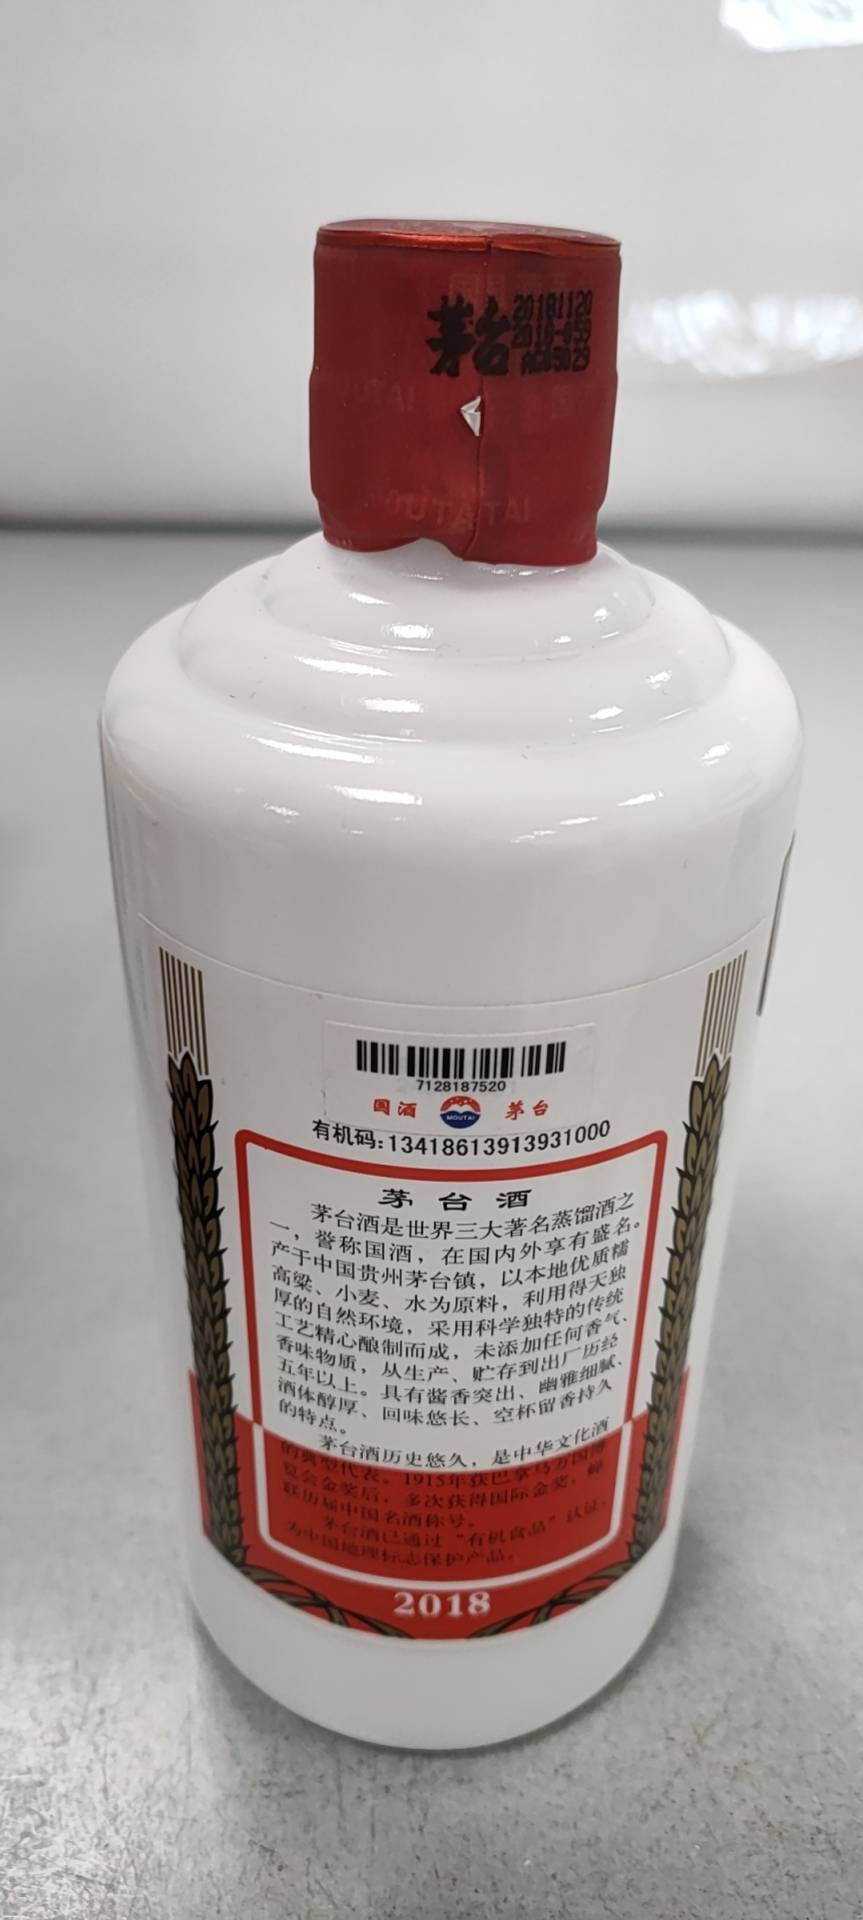 茅台
20181120
2018-059
MOUTAI
7128187520
国酒
MOUTAI
茅台
有机码:13418613913931000
茅台酒
茅台酒是世界三大著名蒸馏酒之
一，誉称国酒，在国内外享有盛名。
产于中国贵州茅台镇，以本地优质糯
高粱、小麦、水为原料，利用得天独
厚的自然环境，采用科学独特的传统
工艺精心酿制而成，未添加任何香气、
香味物质，从生产、贮存到出厂历经
五年以上。具有酱香突出、幽雅细腻、
酒体醇厚、回味悠长、空杯留香持久
的特点。
茅台酒历史悠久，是中华文化酒
的典型代表。1915年获巴拿马万国博
览会金奖后，多次获得国际金奖，蝉
联历届中国名酒称号。
茅台酒已通过“有机食品”认证，
为中国地理标志保护产品。
2018